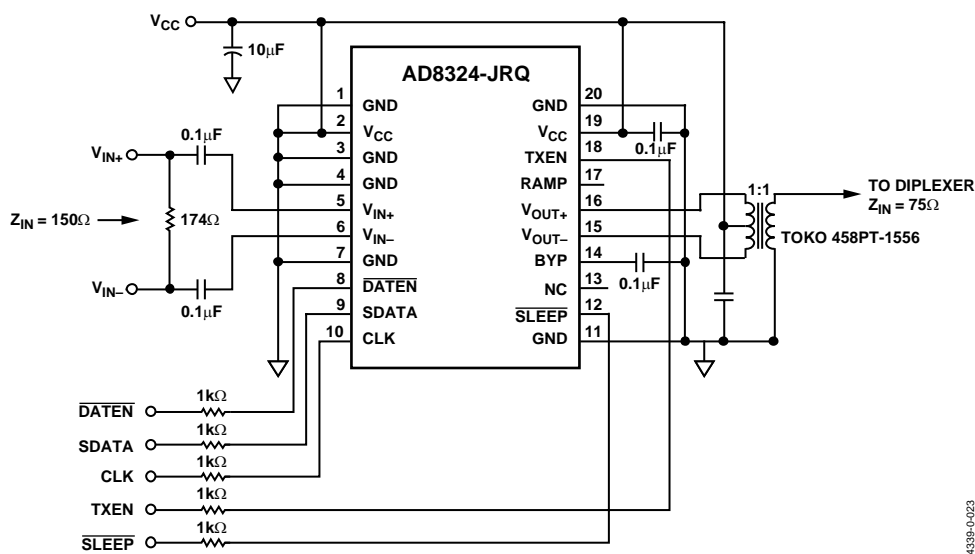 VCC
10µF
AD8324-JRQ
1 GND
2 VCC
3 GND
4 GND
5 VIN+
6 VIN–
7 GND
8 DATEN
9 SDATA
10 CLK
GND 20
VCC 19
TXEN 18
RAMP 17
VOUT+ 16
VOUT– 15
BYP 14
NC 13
SLEEP 12
GND 11
0.1µF
VIN+
ZIN = 150Ω
174Ω
VIN–
0.1µF
0.1µF
0.1µF
1:1
TO DIPLEXER
ZIN = 75Ω
TOKO 458PT-1556
1kΩ
DATEN
1kΩ
SDATA
1kΩ
CLK
1kΩ
TXEN
1kΩ
SLEEP
4339-0-023